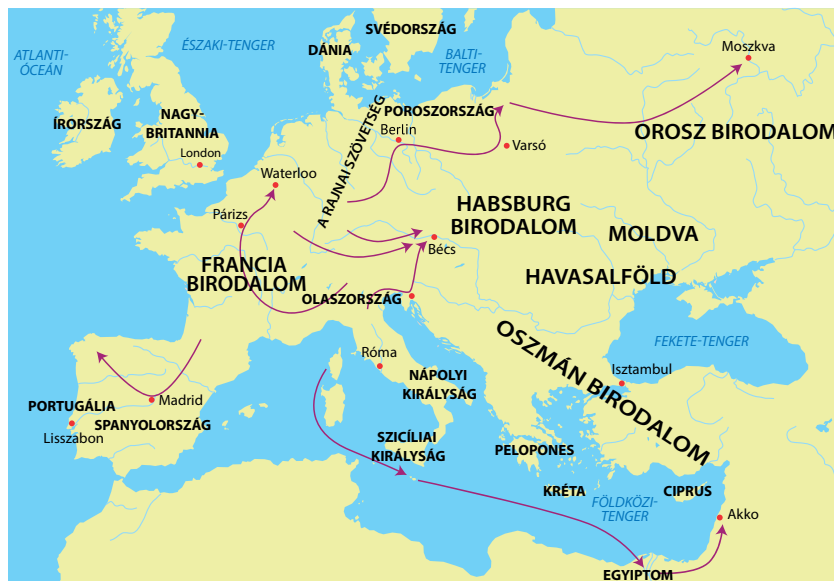 ATLANTI-
ÓCEÁN
ÉSZAKI-TENGER
SVÉDORSZÁG
DÁNIA
BALTI-
TENGER
Moszkva
ÍRORSZÁG
NAGY-
BRITANNIA
London
POROSZORSZÁG
Berlin
Varsó
OROSZ BIRODALOM
A RAJNAI SZÖVETSÉG
Waterloo
Párizs
HABSBURG
BIRODALOM
Bécs
MOLDVA
FRANCIA
BIRODALOM
HAVASALFÖLD
OLASZORSZÁG
FEKETE-TENGER
OSZMÁN BIRODALOM
Isztambul
Róma
NÁPOLYI
KIRÁLYSÁG
PORTUGÁLIA
Madrid
SPANYOLORSZÁG
Lisszabon
SZICÍLIAI
KIRÁLYSÁG
PELOPONES
KRÉTA
CIPRUS
FÖLDKÖZI-
TENGER
Akko
EGYIPTOM